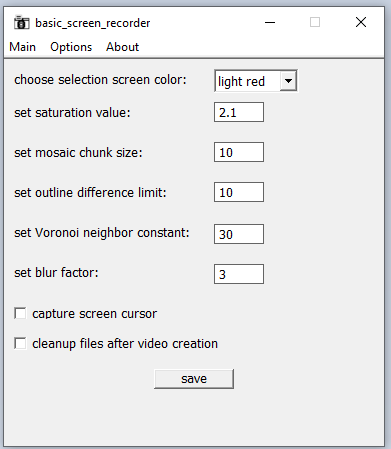 basic_screen_recorder
Main Options About
choose selection screen color: light red
set saturation value: 2.1
set mosaic chunk size: 10
set outline difference limit: 10
set Voronoi neighbor constant: 30
set blur factor: 3
capture screen cursor
cleanup files after video creation
save